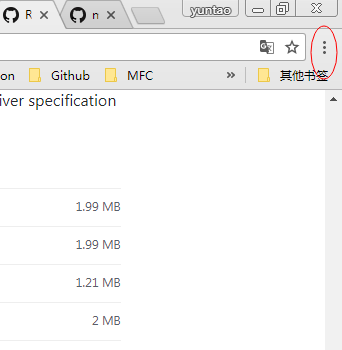 yuntao
R
n
on Github MFC » 其他书签
iver specification
1.99 MB
1.99 MB
1.21 MB
2 MB